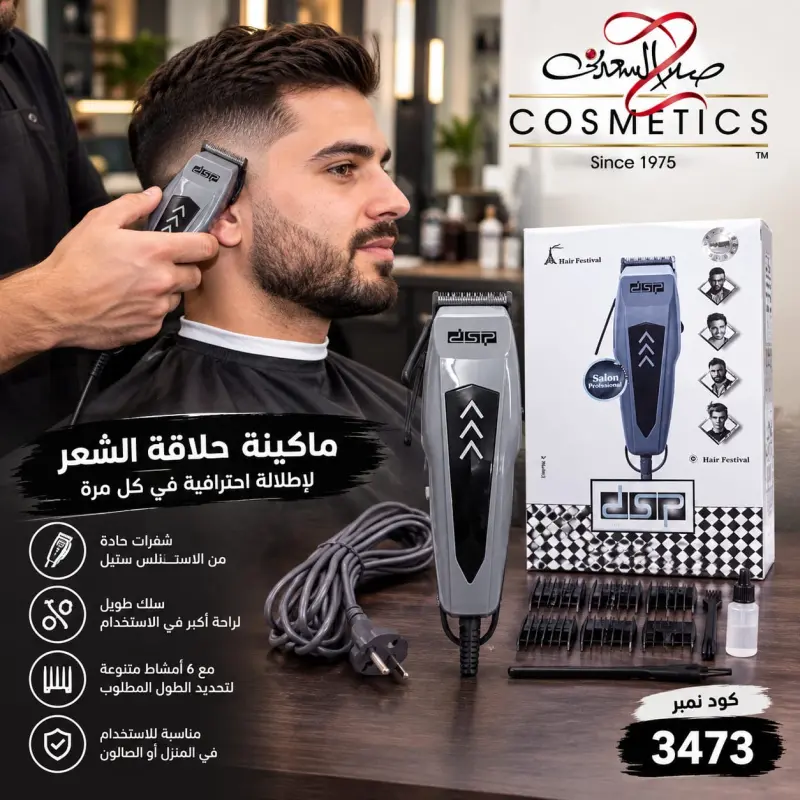 صلاح السعدني
COSMETICS
TM
Since 1975
dsp
Hair Festival
dsp
Salon
Professional
Hair Festival
dsp
dsp
ماكينة حلاقة الشعر
لإطلالة احترافية في كل مرة
شفرات حادة
من الاستنلس ستيل
سلك طويل
لراحة أكبر في الاستخدام
مع 6 أمشاط متنوعة
لتحديد الطول المطلوب
مناسبة للاستخدام
في المنزل أو الصالون
كود نمبر
3473